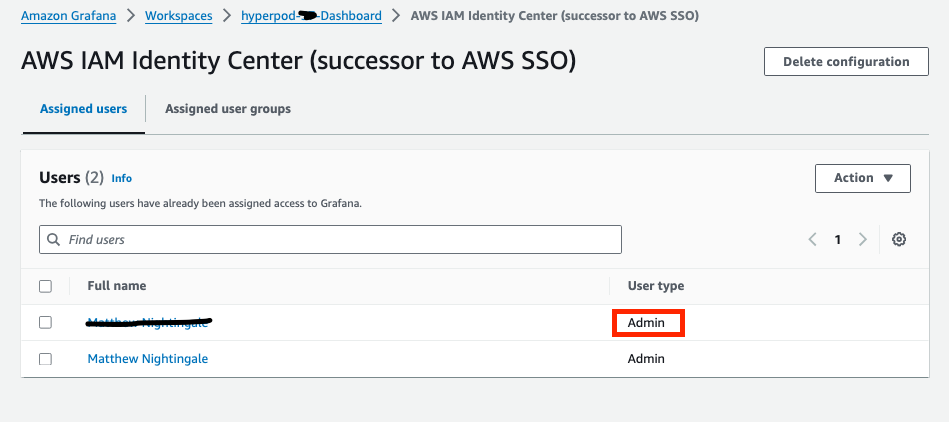 Amazon Grafana > Workspaces > hyperpod- -Dashboard > AWS IAM Identity Center (successor to AWS SSO)
AWS IAM Identity Center (successor to AWS SSO)
Delete configuration
Assigned users Assigned user groups
Users (2) Info
Action
The following users have already been assigned access to Grafana.
Find users
1
Full name User type
Admin
Matthew Nightingale Admin